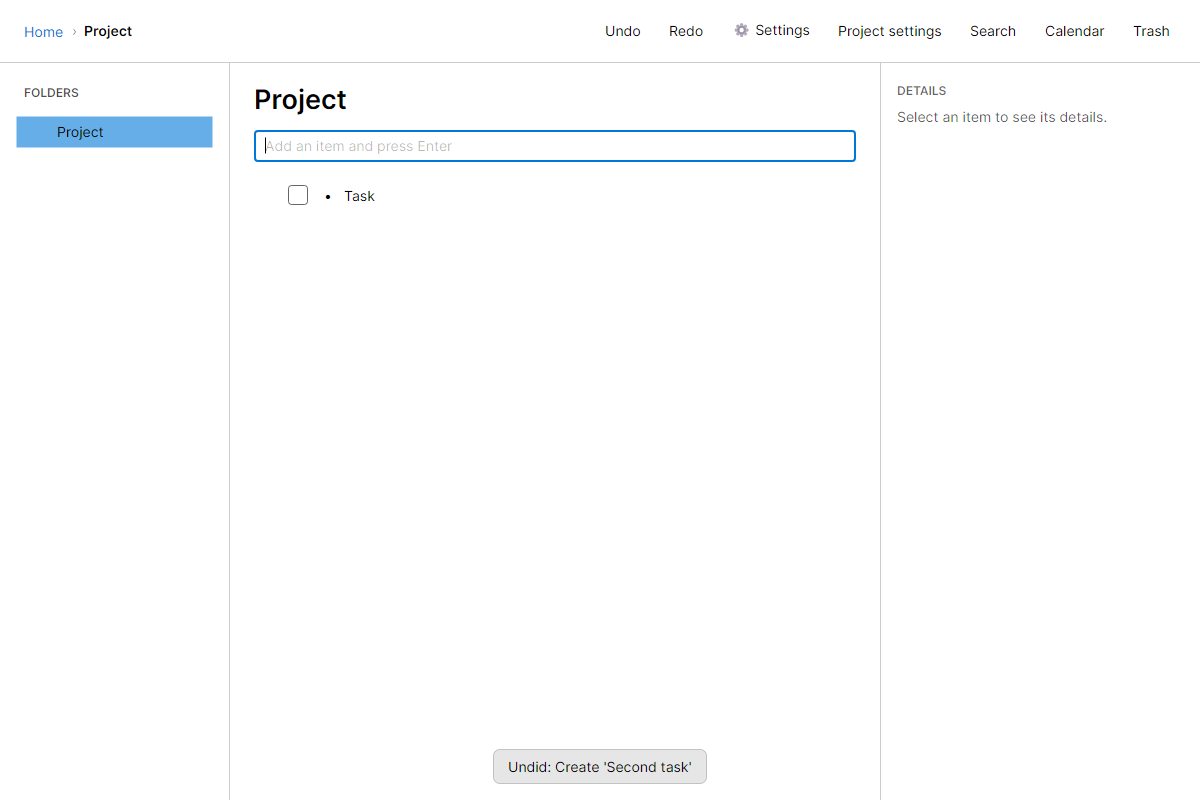 Home › Project
Undo Redo Settings Project settings Search Calendar Trash
FOLDERS
Project
Project
Add an item and press Enter
• Task
DETAILS
Select an item to see its details.
Undid: Create 'Second task'